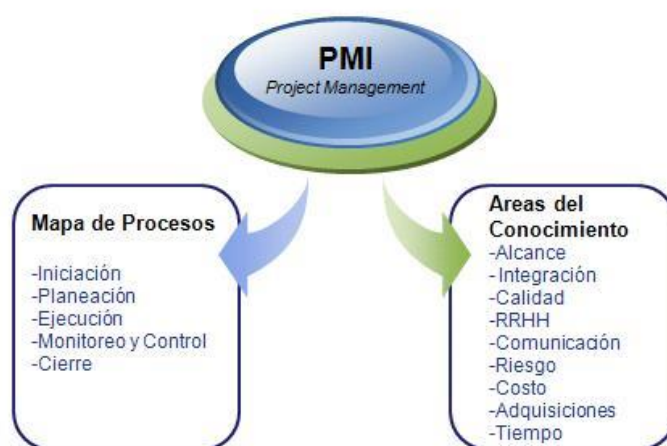 PMI
Project Management
Mapa de Procesos
-Iniciación
-Planeación
-Ejecución
-Monitoreo y Control
-Cierre
Areas del
Conocimiento
-Alcance
-Integración
-Calidad
-RRHH
-Comunicación
-Riesgo
-Costo
-Adquisiciones
-Tiempo